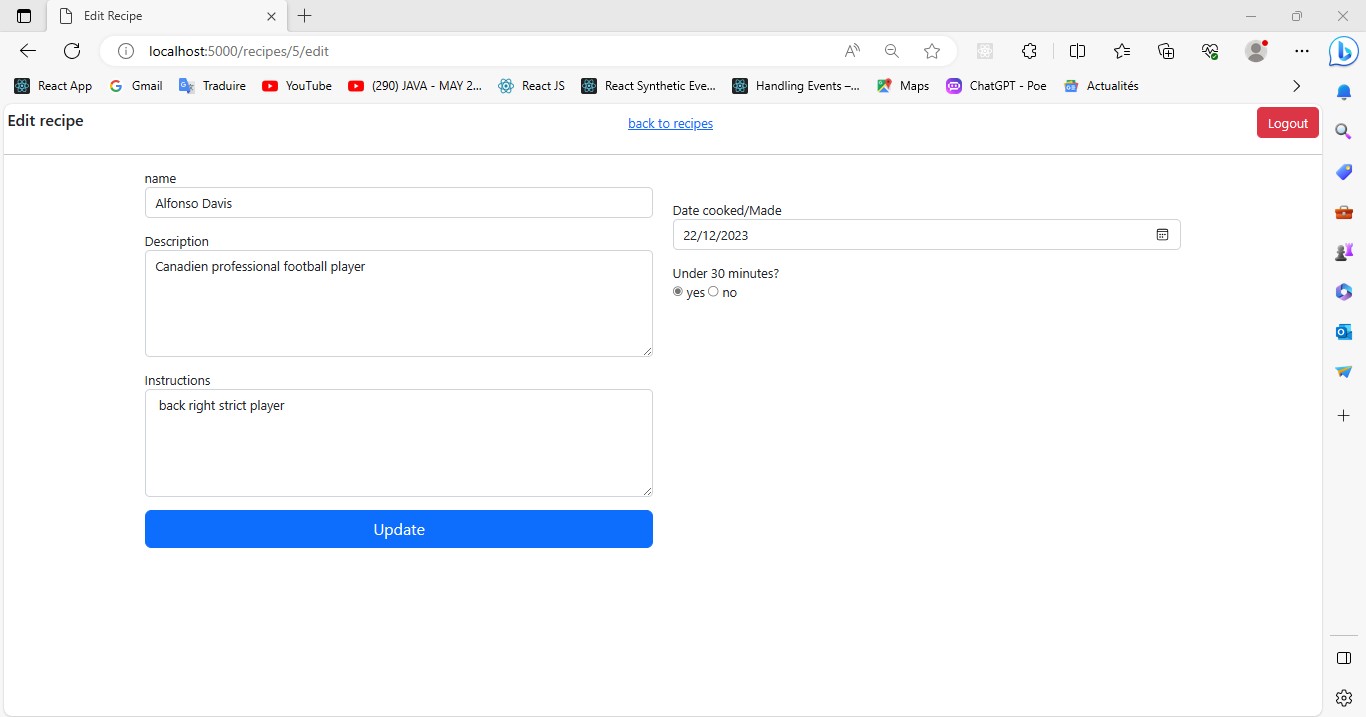 Edit Recipe
localhost:5000/recipes/5/edit
React App Gmail Traduire YouTube (290) JAVA - MAY 2... React JS React Synthetic Eve... Handling Events –... Maps ChatGPT - Poe Actualités
Edit recipe
back to recipes
Logout
name
Alfonso Davis
Date cooked/Made
22/12/2023
Description
Canadien professional football player
Under 30 minutes?
yes no
Instructions
back right strict player
Update